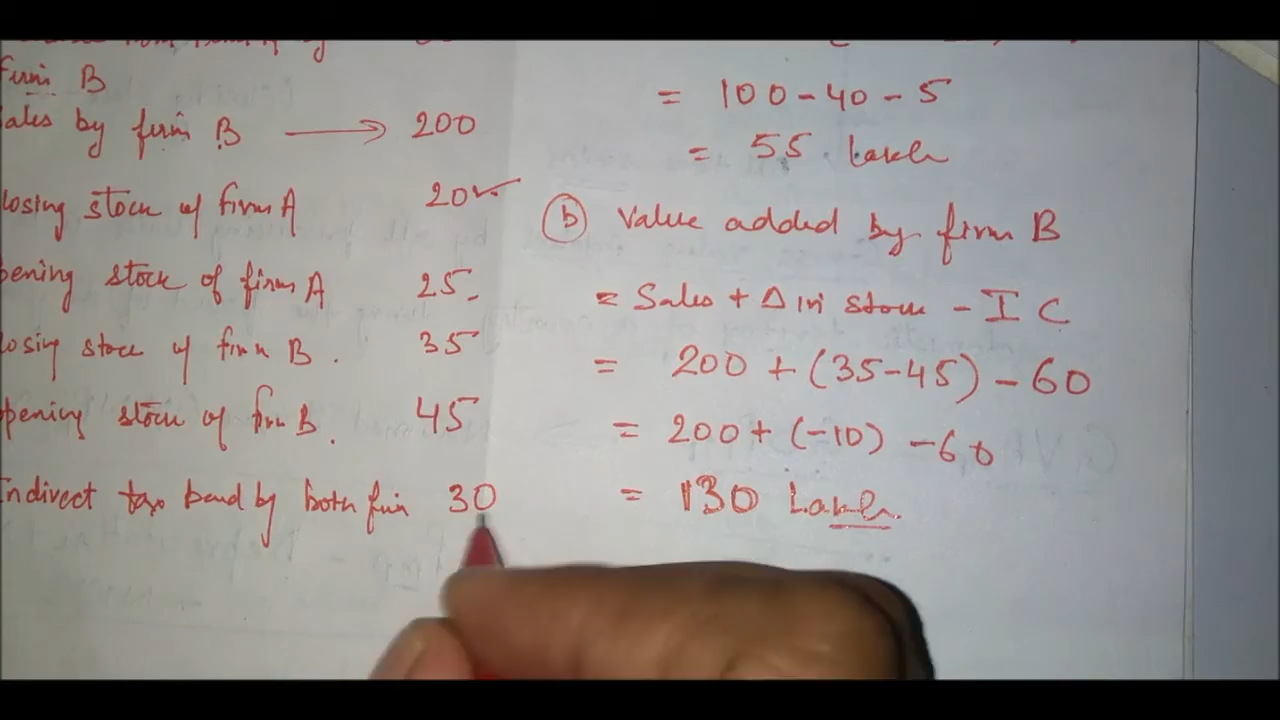 firm B
ales by firm B → 200
losing stock of firm A 20
pening stock of firm A 25
losing stock of firm B. 35
pening stock of firm B. 45
Indirect tax by both firm 30
= 100 - 40 - 5
= 55 Lakh
(b) Value added by firm B
= Sales + Δ in stock - I C
= 200 + (35-45) - 60
= 200 + (-10) - 60
= 130 Lakh.